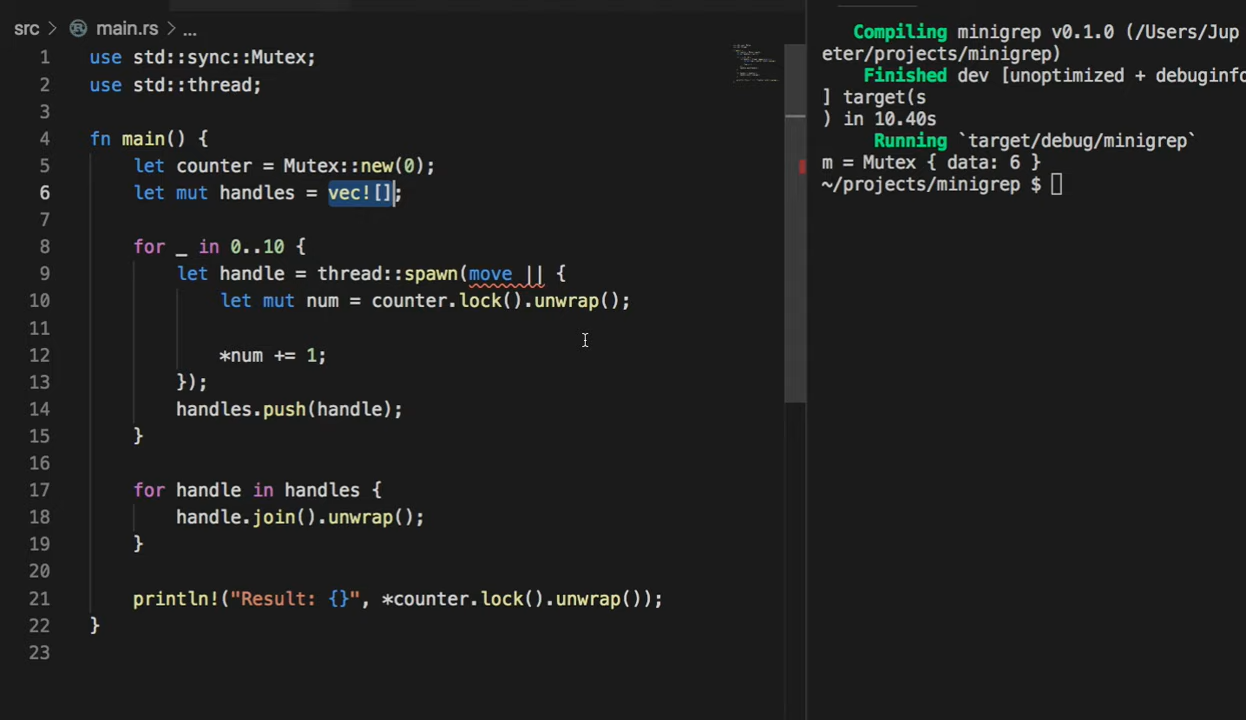 src > main.rs > ...
1 use std::sync::Mutex;
2 use std::thread;
3
4 fn main() {
5     let counter = Mutex::new(0);
6     let mut handles = vec![];
7
8     for _ in 0..10 {
9         let handle = thread::spawn(move || {
10             let mut num = counter.lock().unwrap();
11
12             *num += 1;
13         });
14         handles.push(handle);
15     }
16
17     for handle in handles {
18         handle.join().unwrap();
19     }
20
21     println!("Result: {}", *counter.lock().unwrap());
22 }
23
Compiling minigrep v0.1.0 (/Users/Jup
eter/projects/minigrep)
Finished dev [unoptimized + debuginfo
] target(s
) in 10.40s
Running `target/debug/minigrep`
m = Mutex { data: 6 }
~/projects/minigrep $